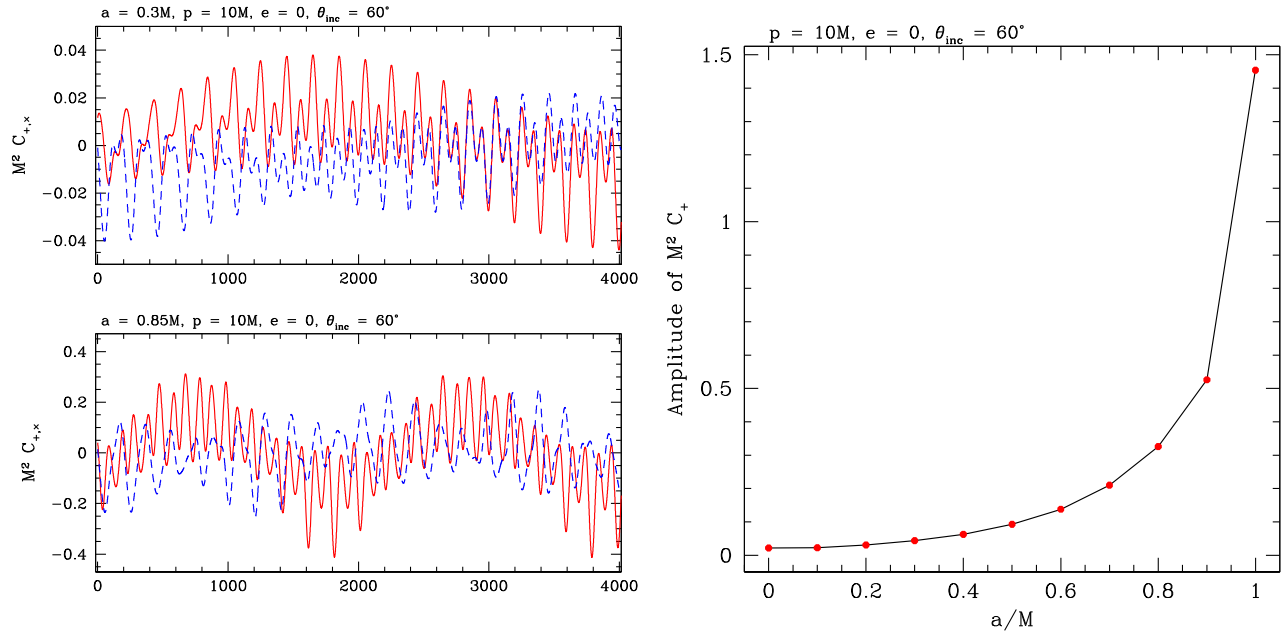 a = 0.3M, p = 10M, e = 0, θinc = 60°
0.04
0.02
0
−0.02
−0.04
M² C+,×
0 1000 2000 3000 4000
a = 0.85M, p = 10M, e = 0, θinc = 60°
0.4
0.2
0
−0.2
−0.4
M² C+,×
0 1000 2000 3000 4000
p = 10M, e = 0, θinc = 60°
1.5
1
0.5
0
Amplitude of M² C+
0 0.2 0.4 0.6 0.8 1
a/M